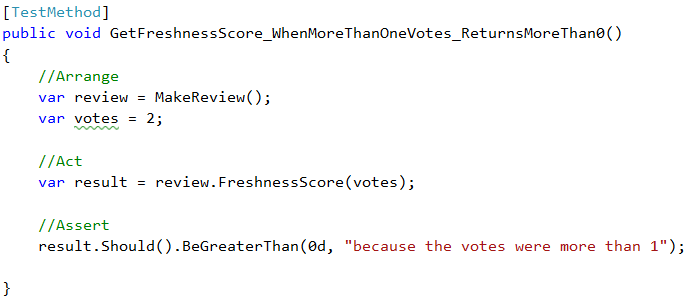 [TestMethod]
public void GetFreshnessScore_WhenMoreThanOneVotes_ReturnsMoreThan0()
{
    //Arrange
    var review = MakeReview();
    var votes = 2;

    //Act
    var result = review.FreshnessScore(votes);

    //Assert
    result.Should().BeGreaterThan(0d, "because the votes were more than 1");

}